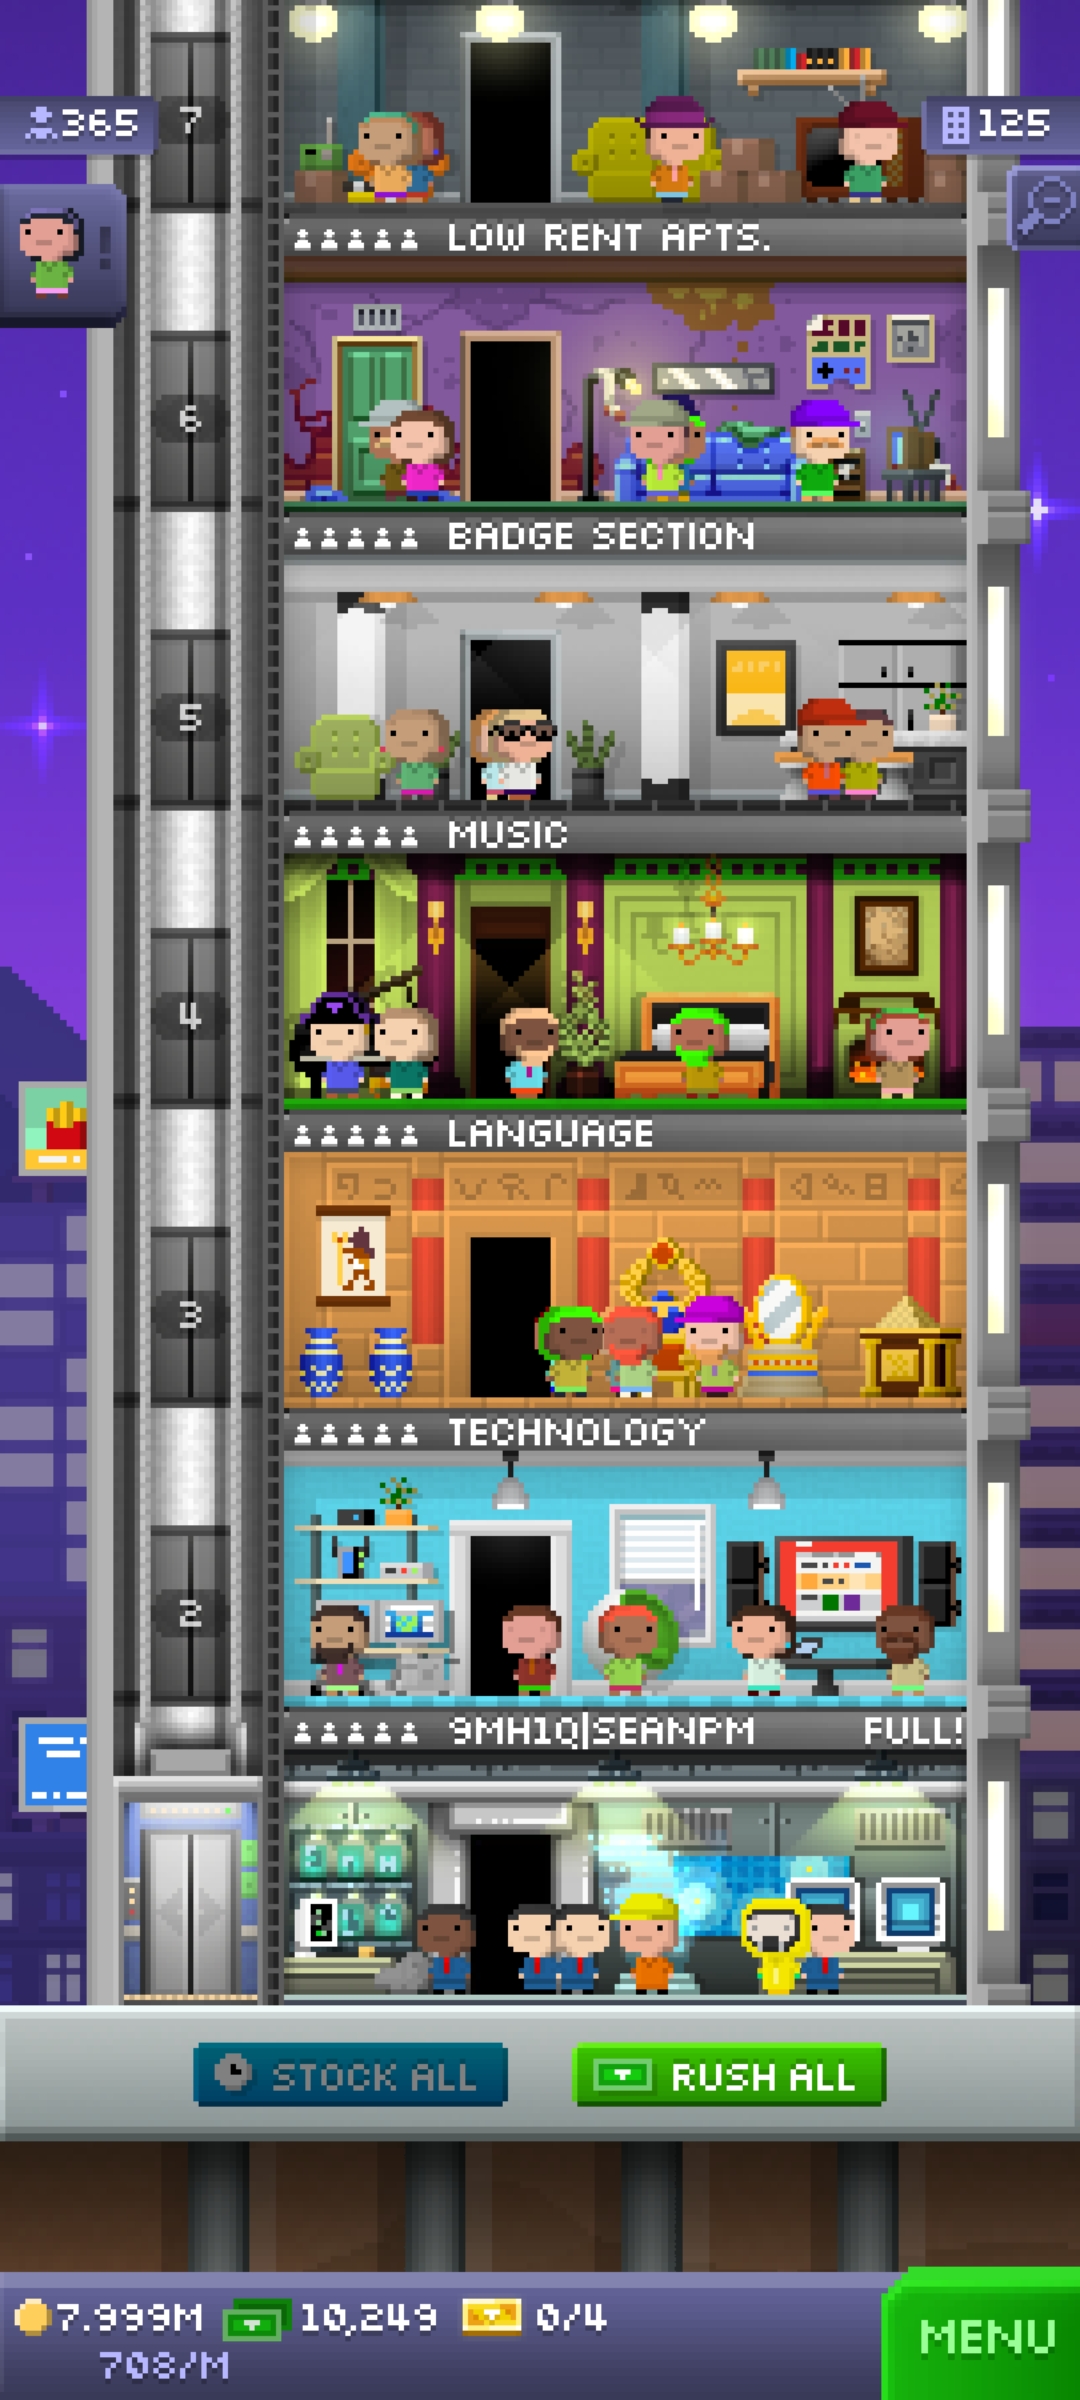 7
365
125
LOW RENT APTS.
6
BADGE SECTION
5
MUSIC
4
LANGUAGE
3
TECHNOLOGY
2
9MH1Q|SEANPM FULL!
STOCK ALL
RUSH ALL
7.999M 10,249 0/4
708/M
MENU